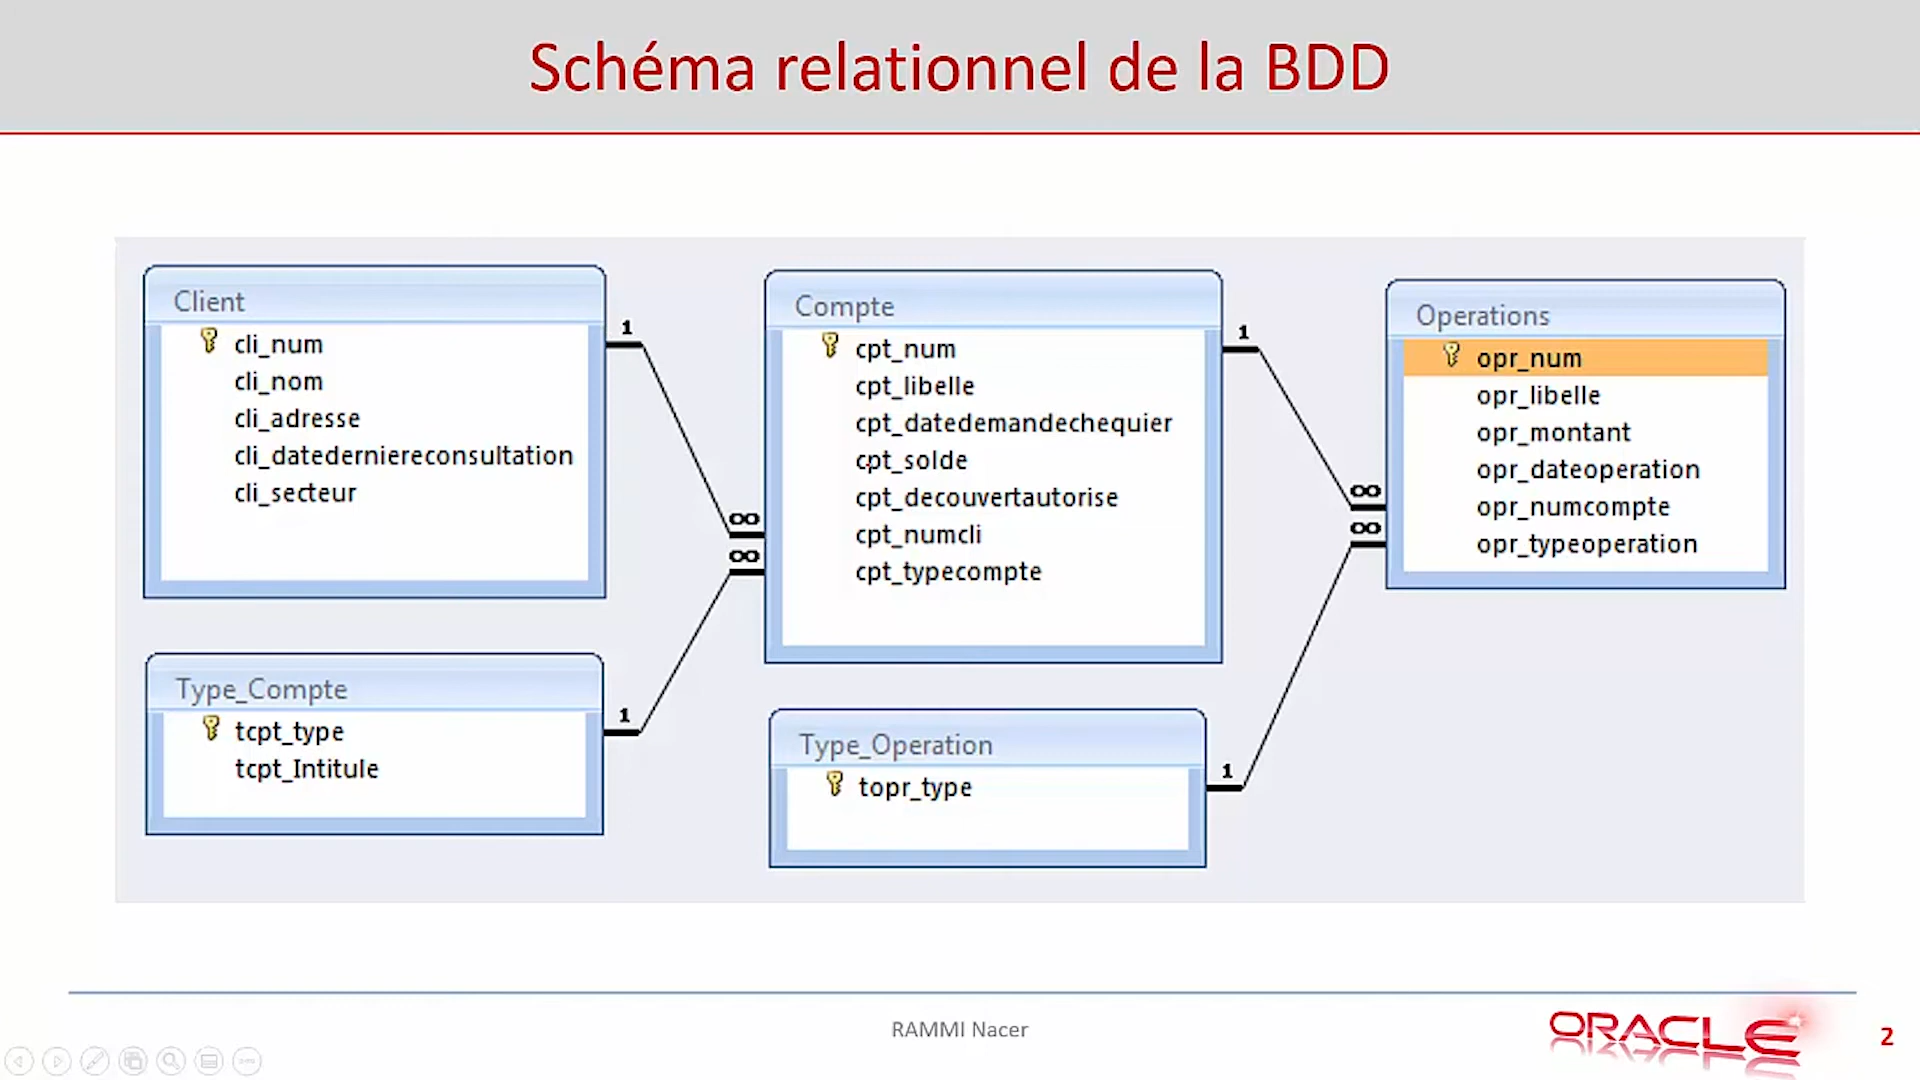 Schéma relationnel de la BDD
Client
cli_num
cli_nom
cli_adresse
cli_datederniereconsultation
cli_secteur
1
∞
∞
Compte
cpt_num
cpt_libelle
cpt_datedemandechequier
cpt_solde
cpt_decouvertautorise
cpt_numcli
cpt_typecompte
1
∞
∞
Operations
opr_num
opr_libelle
opr_montant
opr_dateoperation
opr_numcompte
opr_typeoperation
Type_Compte
tcpt_type
tcpt_Intitule
1
Type_Operation
topr_type
1
RAMMI Nacer
ORACLE
2